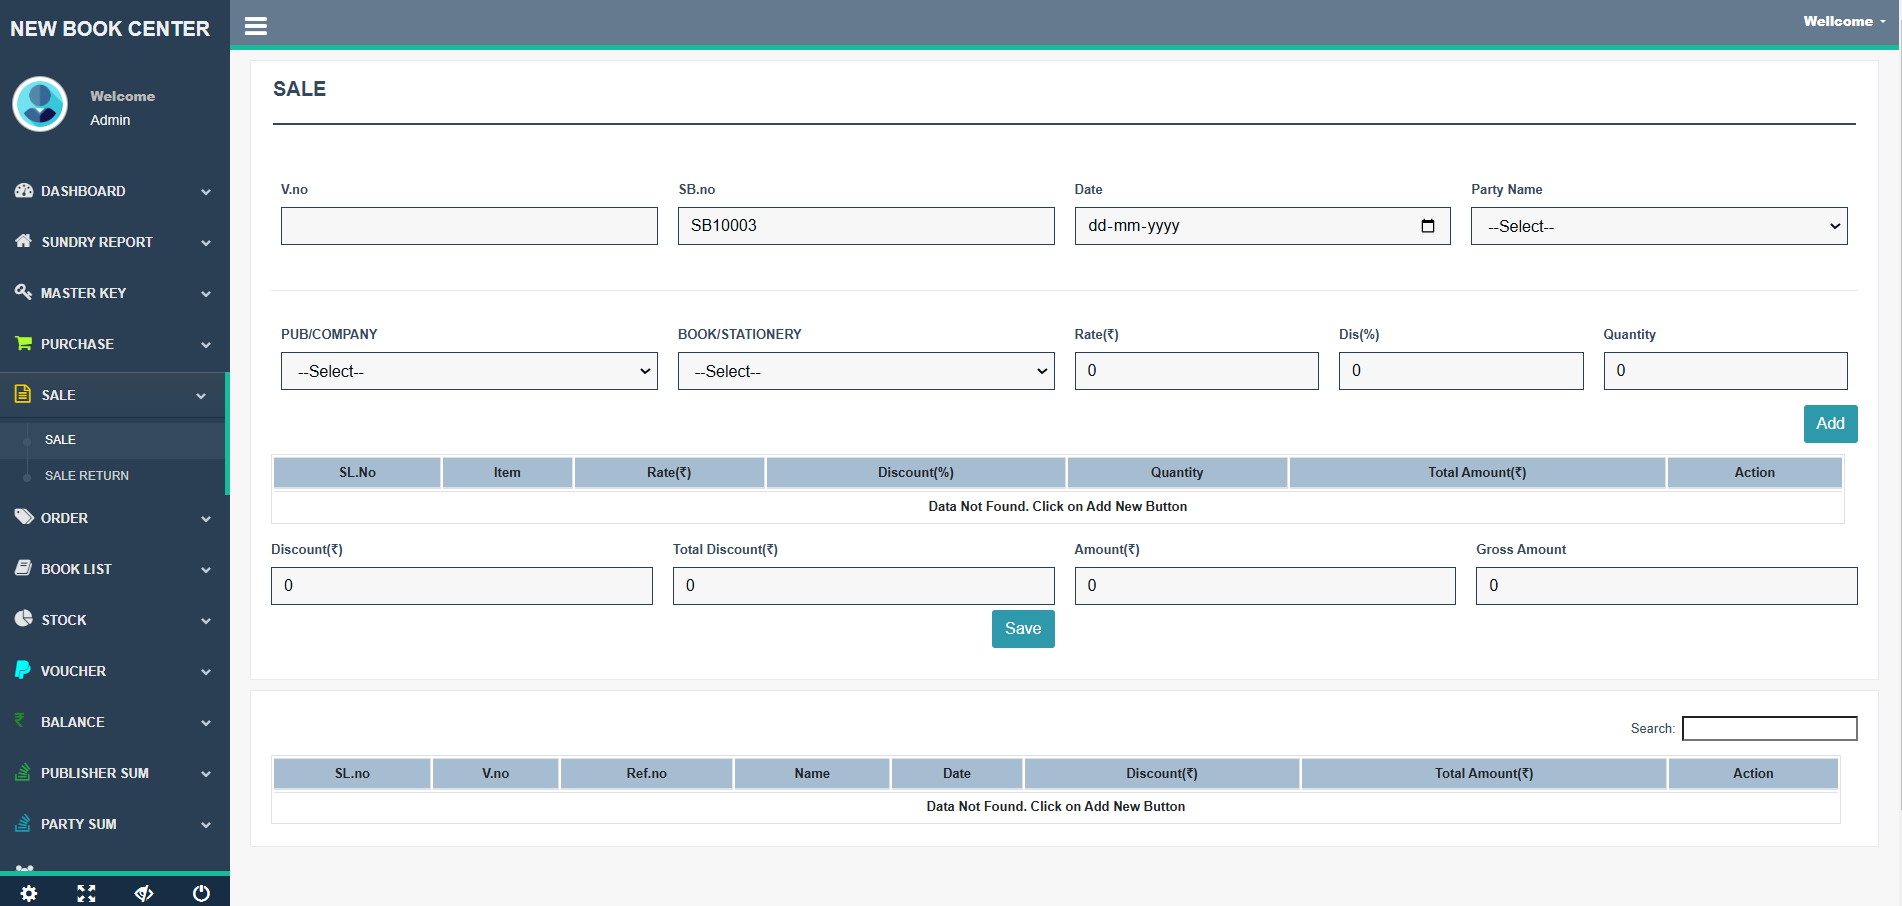 NEW BOOK CENTER
Wellcome
Welcome
Admin
DASHBOARD
SUNDRY REPORT
MASTER KEY
PURCHASE
SALE
SALE
SALE RETURN
ORDER
BOOK LIST
STOCK
VOUCHER
BALANCE
PUBLISHER SUM
PARTY SUM
SALE
V.no SB.no Date Party Name
SB10003 dd-mm-yyyy --Select--
PUB/COMPANY BOOK/STATIONERY Rate(₹) Dis(%) Quantity
--Select-- --Select-- 0 0 0
Add
SL.No Item Rate(₹) Discount(%) Quantity Total Amount(₹) Action
Data Not Found. Click on Add New Button
Discount(₹) Total Discount(₹) Amount(₹) Gross Amount
0 0 0 0
Save
Search:
SL.no V.no Ref.no Name Date Discount(₹) Total Amount(₹) Action
Data Not Found. Click on Add New Button